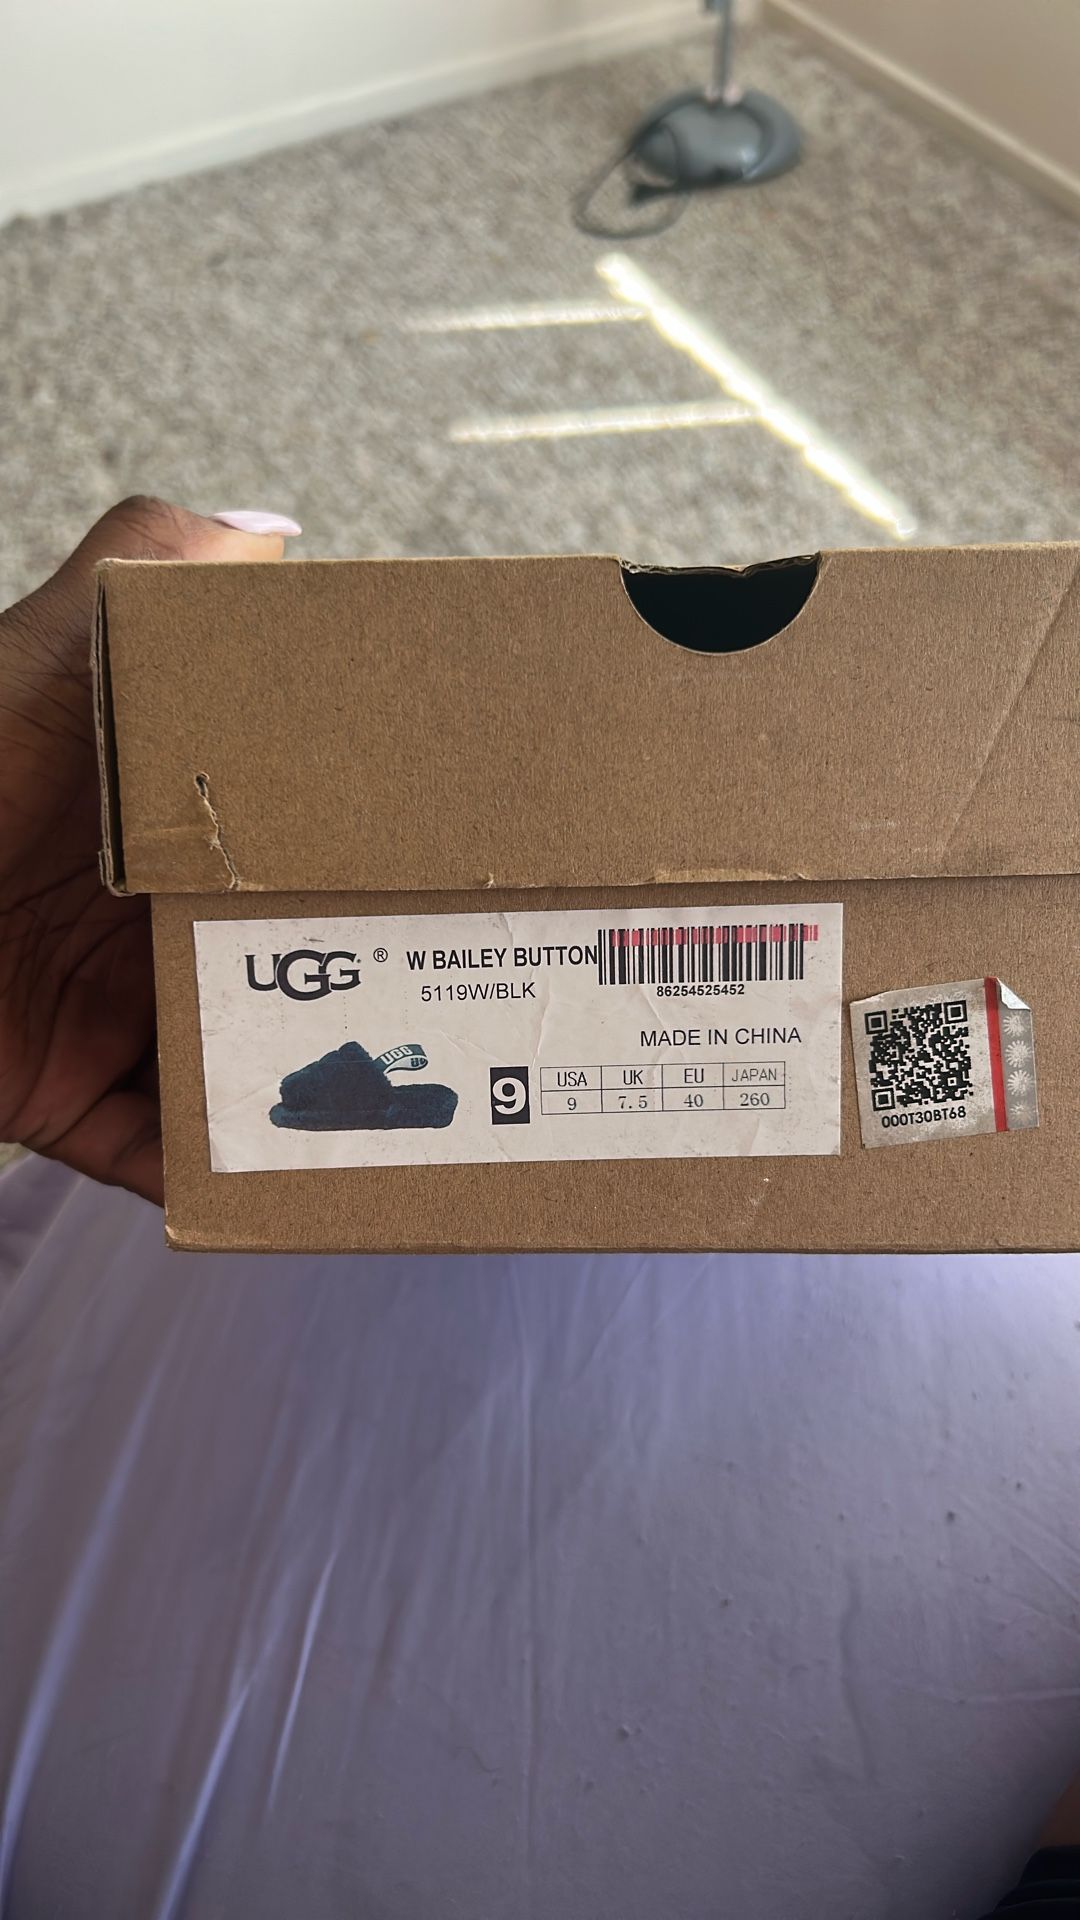 UGG® W BAILEY BUTTON
5119W/BLK
86254525452
MADE IN CHINA
UGG
9
USA UK EU JAPAN
9 7.5 40 260
000T30BT68